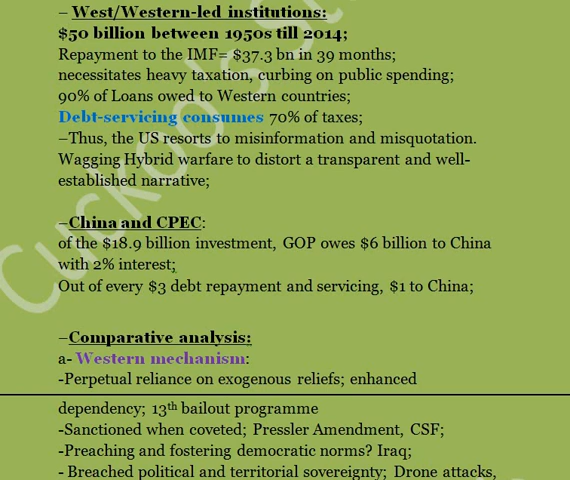 – West/Western-led institutions:
$50 billion between 1950s till 2014;
Repayment to the IMF= $37.3 bn in 39 months;
necessitates heavy taxation, curbing on public spending;
90% of Loans owed to Western countries;
Debt-servicing consumes 70% of taxes;
–Thus, the US resorts to misinformation and misquotation.
Wagging Hybrid warfare to distort a transparent and well-
established narrative;
–China and CPEC:
of the $18.9 billion investment, GOP owes $6 billion to China
with 2% interest;
Out of every $3 debt repayment and servicing, $1 to China;
–Comparative analysis:
a- Western mechanism:
-Perpetual reliance on exogenous reliefs; enhanced
dependency; 13th bailout programme
-Sanctioned when coveted; Pressler Amendment, CSF;
-Preaching and fostering democratic norms? Iraq;
- Breached political and territorial sovereignty; Drone attacks,
Cuckoo's